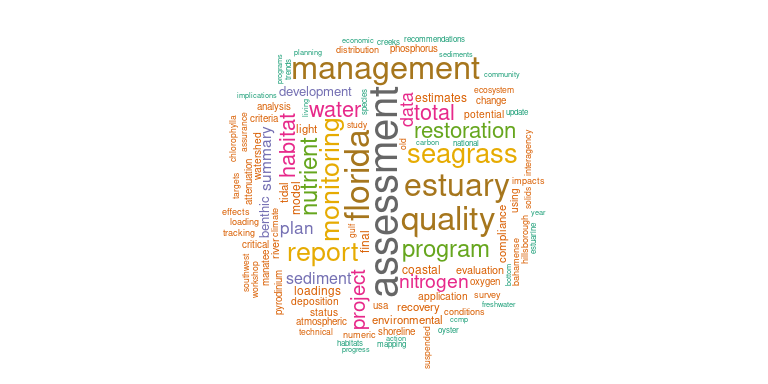 economic
creeks
recommendations
distribution
phosphorus
planning
sediments
management
programs
trends
community
development
implications
living
water
species
data
estimates
ecosystem
change
analysis
total
potential
update
criteria
light
study
restoration
chlorophylla
assurance
watershed
habitat
nutrient
monitoring
florida
assessment
old
carbon
national
seagrass
interagency
summary
targets
attenuation
tidal
model
estuary
impacts
using
solids
effects
loading
tracking
benthic
plan
gulf
quality
year
critical
river
climate
report
final
program
compliance
hillsborough
estuarine
southwest
workshop
manatee
pyrodinium
sediment
project
coastal
evaluation
bottom
bahamense
nitrogen
oxygen
loadings
deposition
application
survey
freshwater
status
usa
recovery
conditions
atmospheric
environmental
ccmp
technical
numeric
shoreline
oyster
suspended
habitats
action
mapping
progress